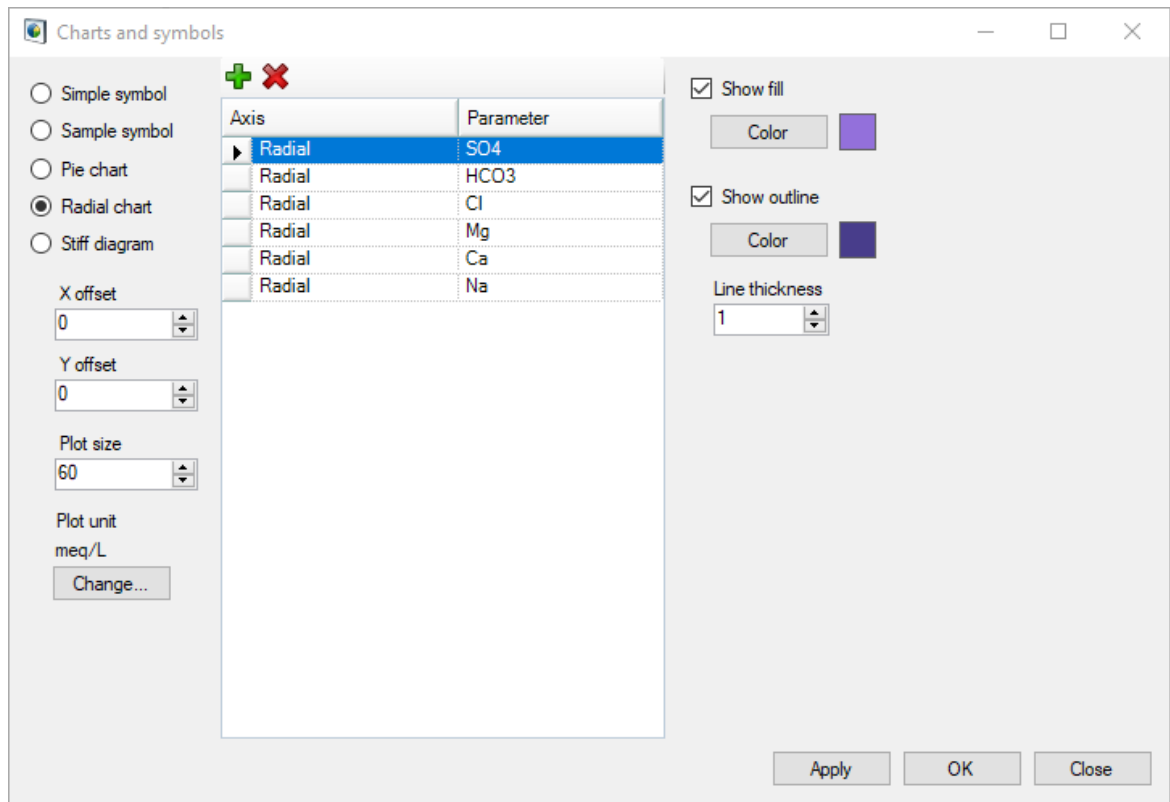 Charts and symbols
Simple symbol
Sample symbol
Pie chart
Radial chart
Stiff diagram
X offset
0
Y offset
0
Plot size
60
Plot unit
meq/L
Change...
Axis Parameter
Radial SO4
Radial HCO3
Radial Cl
Radial Mg
Radial Ca
Radial Na
Show fill
Color
Show outline
Color
Line thickness
1
Apply OK Close